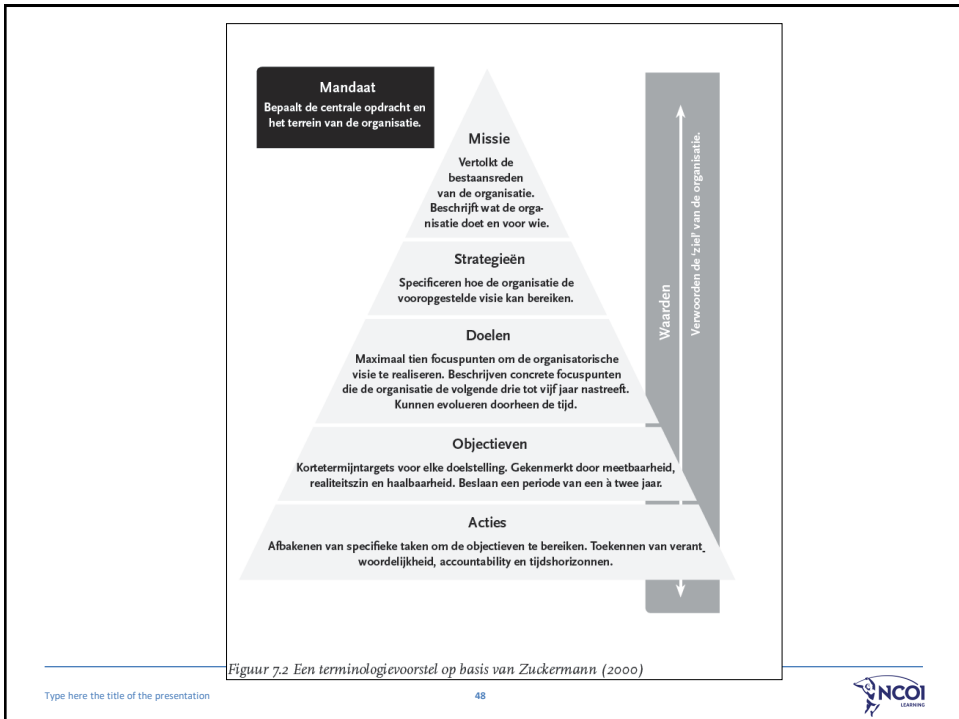 Mandaat
Bepaalt de centrale opdracht en
het terrein van de organisatie.
Missie
Vertolkt de
bestaansreden
van de organisatie.
Beschrijft wat de orga-
nisatie doet en voor wie.
Strategieën
Specificeren hoe de organisatie de
vooropgestelde visie kan bereiken.
Doelen
Maximaal tien focuspunten om de organisatorische
visie te realiseren. Beschrijven concrete focuspunten
die de organisatie de volgende drie tot vijf jaar nastreeft.
Kunnen evolueren doorheen de tijd.
Objectieven
Kortetermijntargets voor elke doelstelling. Gekenmerkt door meetbaarheid,
realiteitszin en haalbaarheid. Beslaan een periode van een à twee jaar.
Acties
Afbakenen van specifieke taken om de objectieven te bereiken. Toekennen van verant-
woordelijkheid, accountability en tijdshorizonnen.
Waarden
Verwoorden de ‘ziel’ van de organisatie.
Figuur 7.2 Een terminologievoorstel op basis van Zuckermann (2000)
Type here the title of the presentation
48
NCOI
LEARNING